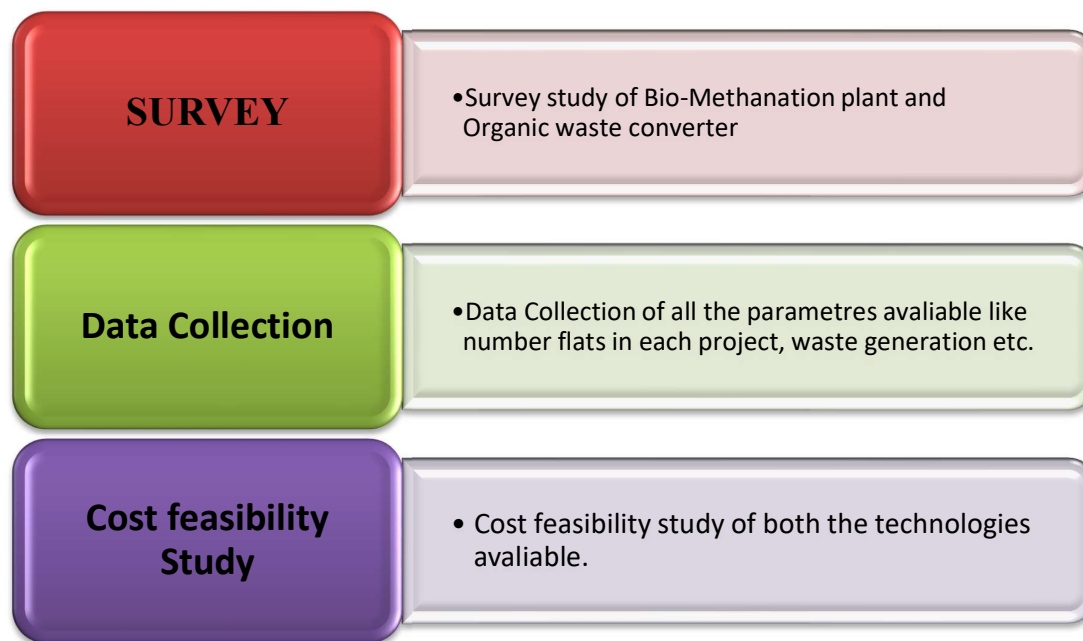 SURVEY
•Survey study of Bio-Methanation plant and
Organic waste converter
Data Collection
•Data Collection of all the parametres avaliable like
number flats in each project, waste generation etc.
Cost feasibility
Study
• Cost feasibility study of both the technologies
avaliable.